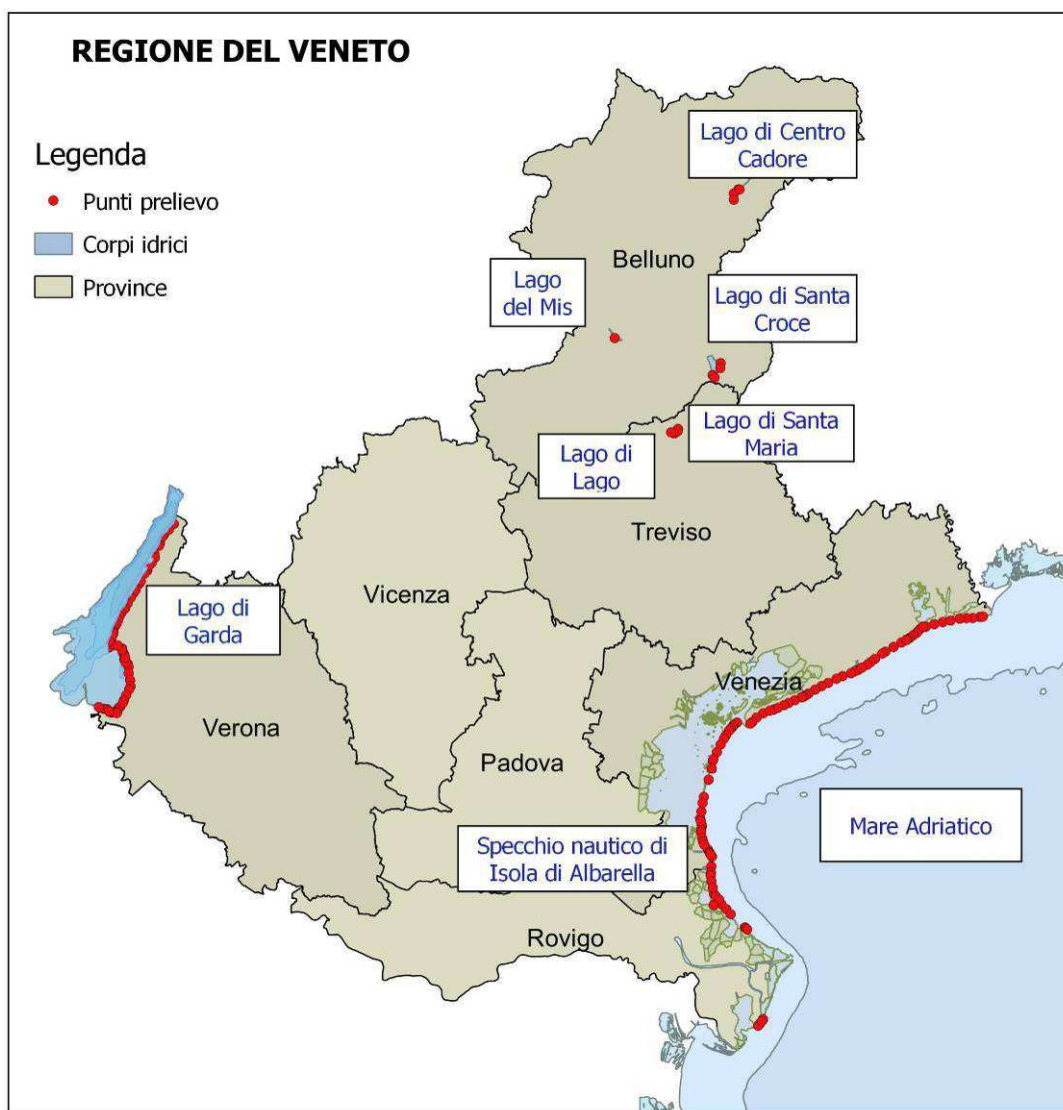 REGIONE DEL VENETO
Legenda
Punti prelievo
Corpi idrici
Province
Lago di Centro
Cadore
Belluno
Lago
del Mis
Lago di Santa
Croce
Lago di Santa
Maria
Lago di
Lago
Treviso
Vicenza
Lago di
Garda
Venezia
Verona
Padova
Mare Adriatico
Specchio nautico di
Isola di Albarella
Rovigo